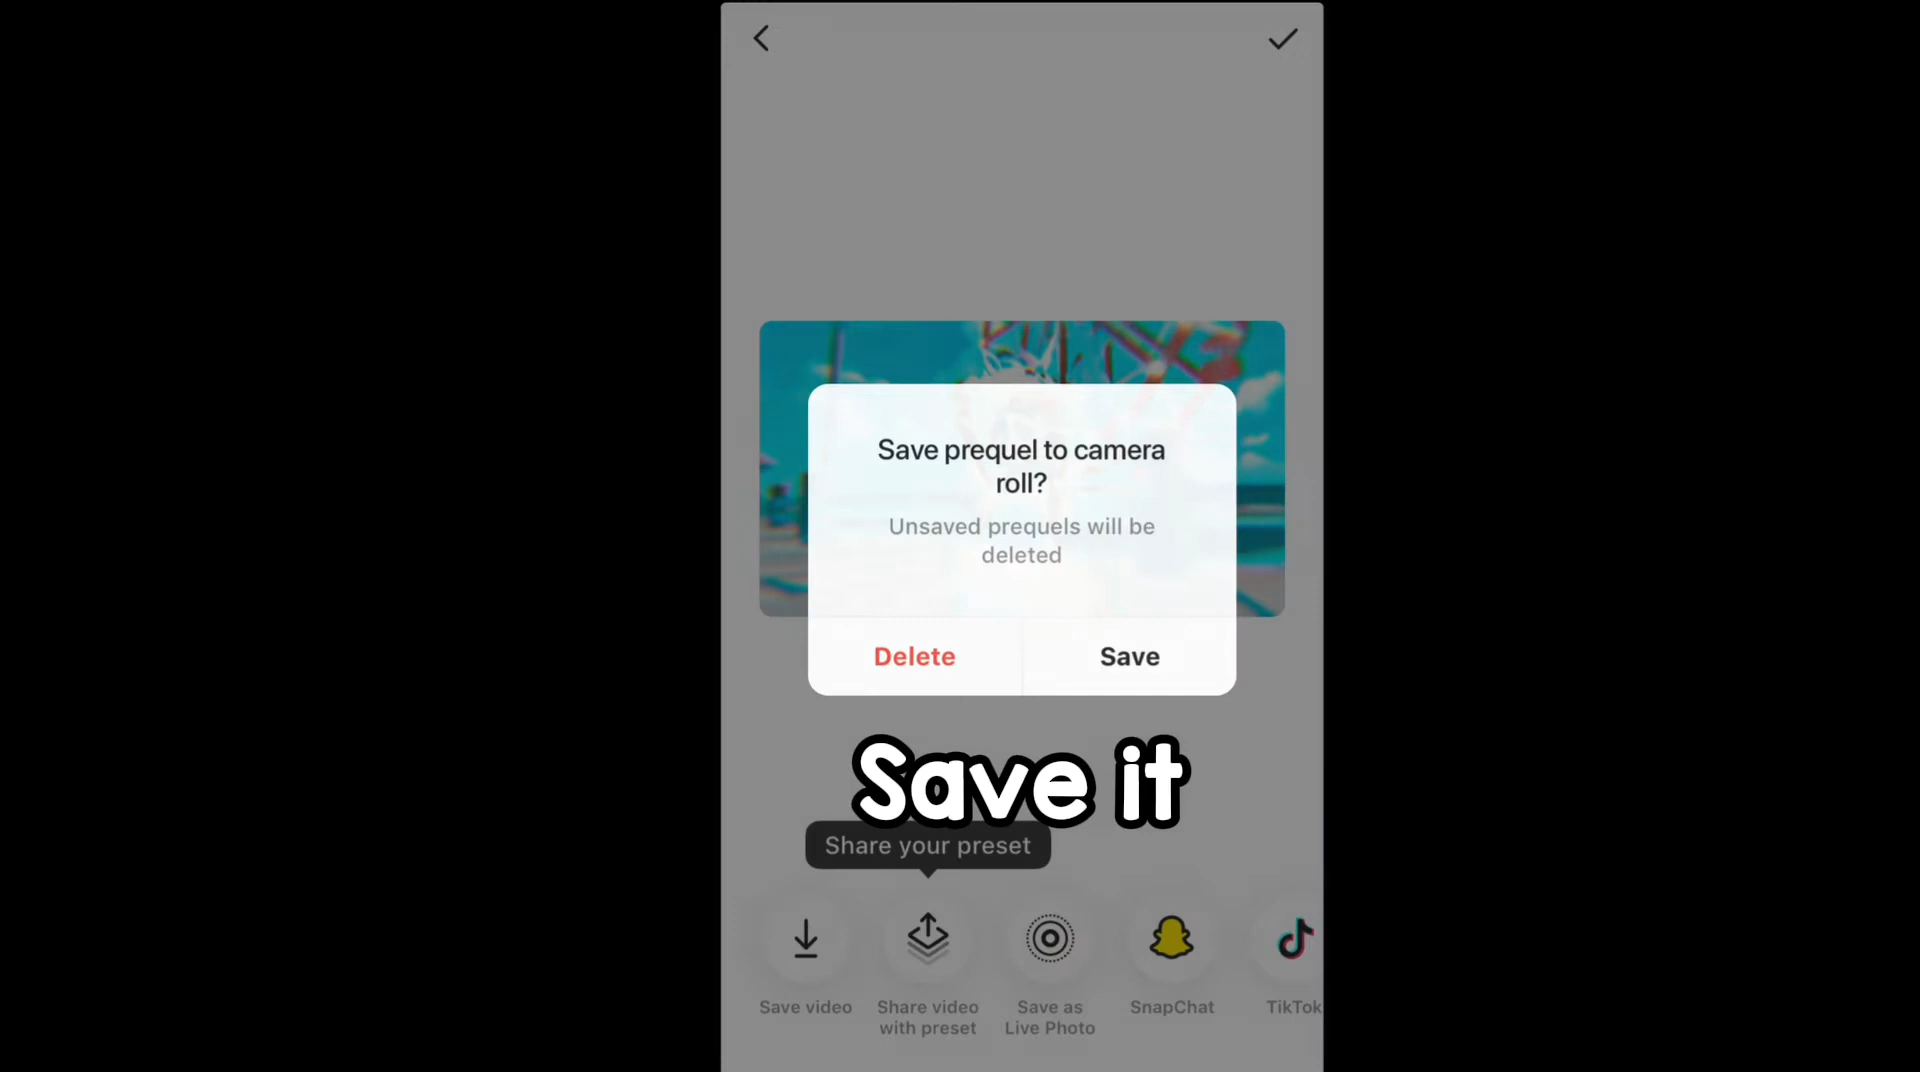 Save prequel to camera
roll?
Unsaved prequels will be
deleted
Delete Save
Save it
Share your preset
Save video Share video with preset Save as Live Photo SnapChat TikTok